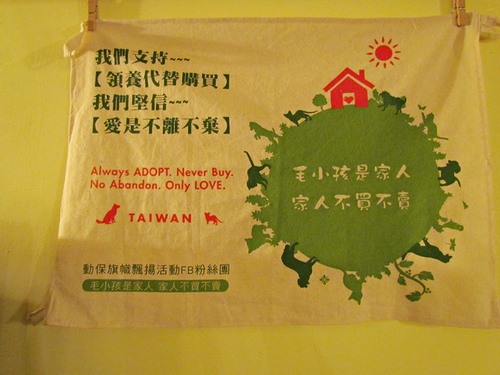 我們支持~~~
【領養代替購買】
我們堅信~~~
【愛是不離不棄】
Always ADOPT. Never Buy.
No Abandon. Only LOVE.
TAIWAN
動保旗幟飄揚活動FB粉絲團
毛小孩是家人 家人不買不賣
毛小孩是家人
家人不買不賣